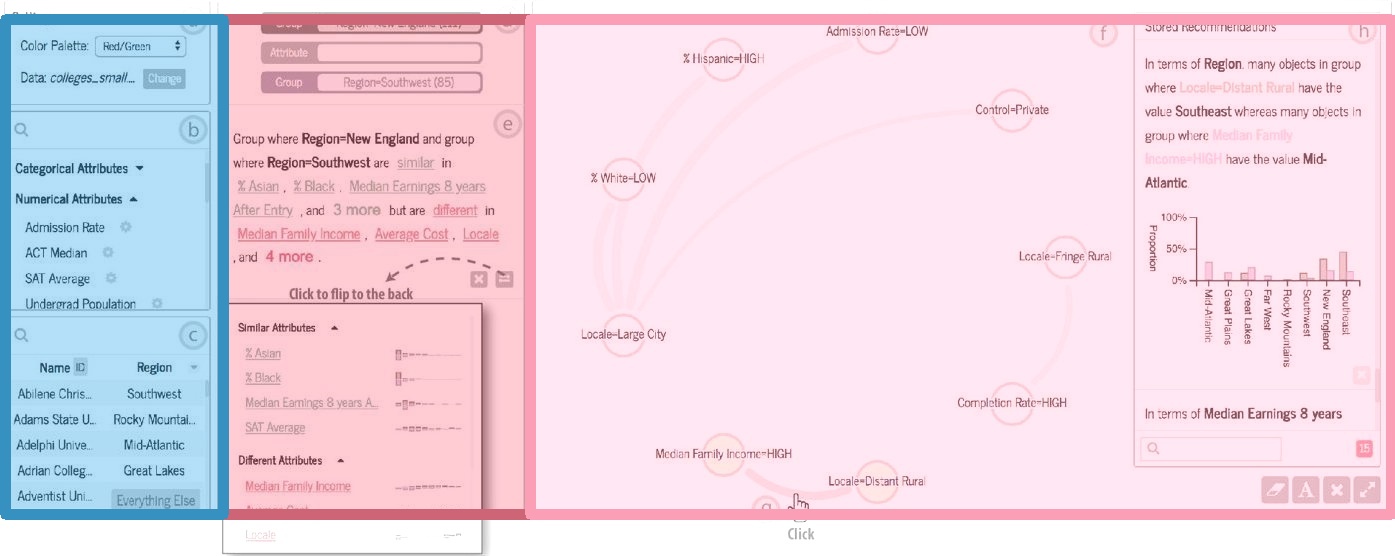 Color Palette: Red/Green
Data: colleges_small... Change
b
Categorical Attributes
Numerical Attributes
Admission Rate
ACT Median
SAT Average
Undergrad Population
c
Name ID Region
Abilene Chris... Southwest
Adams State U... Rocky Mountai...
Adelphi Unive... Mid-Atlantic
Adrian Colleg... Great Lakes
Adventist Uni... Everything Else
Group Region=New England (111)
Attribute
Group Region=Southwest (85)
e
Group where Region=New England and group
where Region=Southwest are similar in
% Asian , % Black , Median Earnings 8 years
After Entry , and 3 more but are different in
Median Family Income , Average Cost , Locale
, and 4 more .
Click to flip to the back
Similar Attributes
% Asian
% Black
Median Earnings 8 years A...
SAT Average
Different Attributes
Median Family Income
Average Cost
Locale
f
Admission Rate=LOW
% Hispanic=HIGH
Control=Private
% White=LOW
Locale=Fringe Rural
Locale=Large City
Completion Rate=HIGH
Median Family Income=HIGH
Locale=Distant Rural
g
Click
h
Stored Recommendations
In terms of Region, many objects in group
where Locale=Distant Rural have the
value Southeast whereas many objects in
group where Median Family
Income=HIGH have the value Mid-
Atlantic
100%
50%
0%
Proportion
Mid-Atlantic
Great Plains
Great Lakes
Far West
Rocky Mountains
Southwest
New England
Southeast
In terms of Median Earnings 8 years
15
A